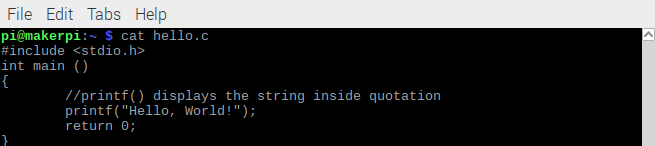 File Edit Tabs Help
pi@makerpi:~ $ cat hello.c
#include <stdio.h>
int main ()
{
        //printf() displays the string inside quotation
        printf("Hello, World!");
        return 0;
}